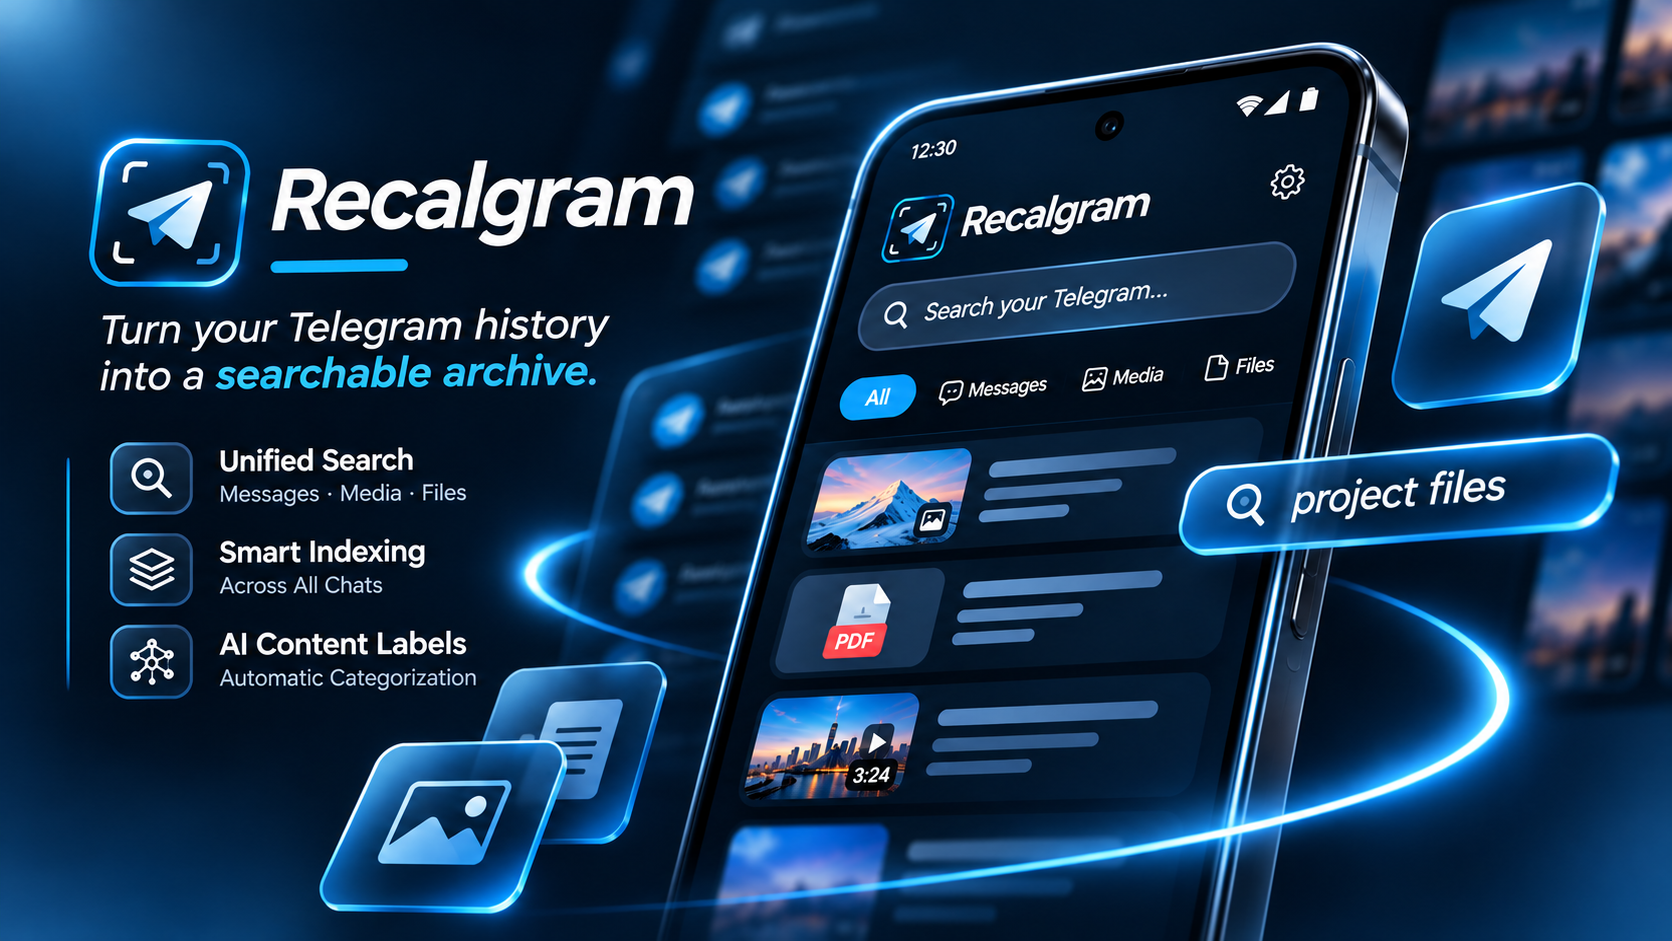 Recalgram
Turn your Telegram history
into a searchable archive.
Unified Search
Messages · Media · Files
Smart Indexing
Across All Chats
AI Content Labels
Automatic Categorization
12:30
Recalgram
Search your Telegram...
All
Messages
Media
Files
project files
PDF
3:24